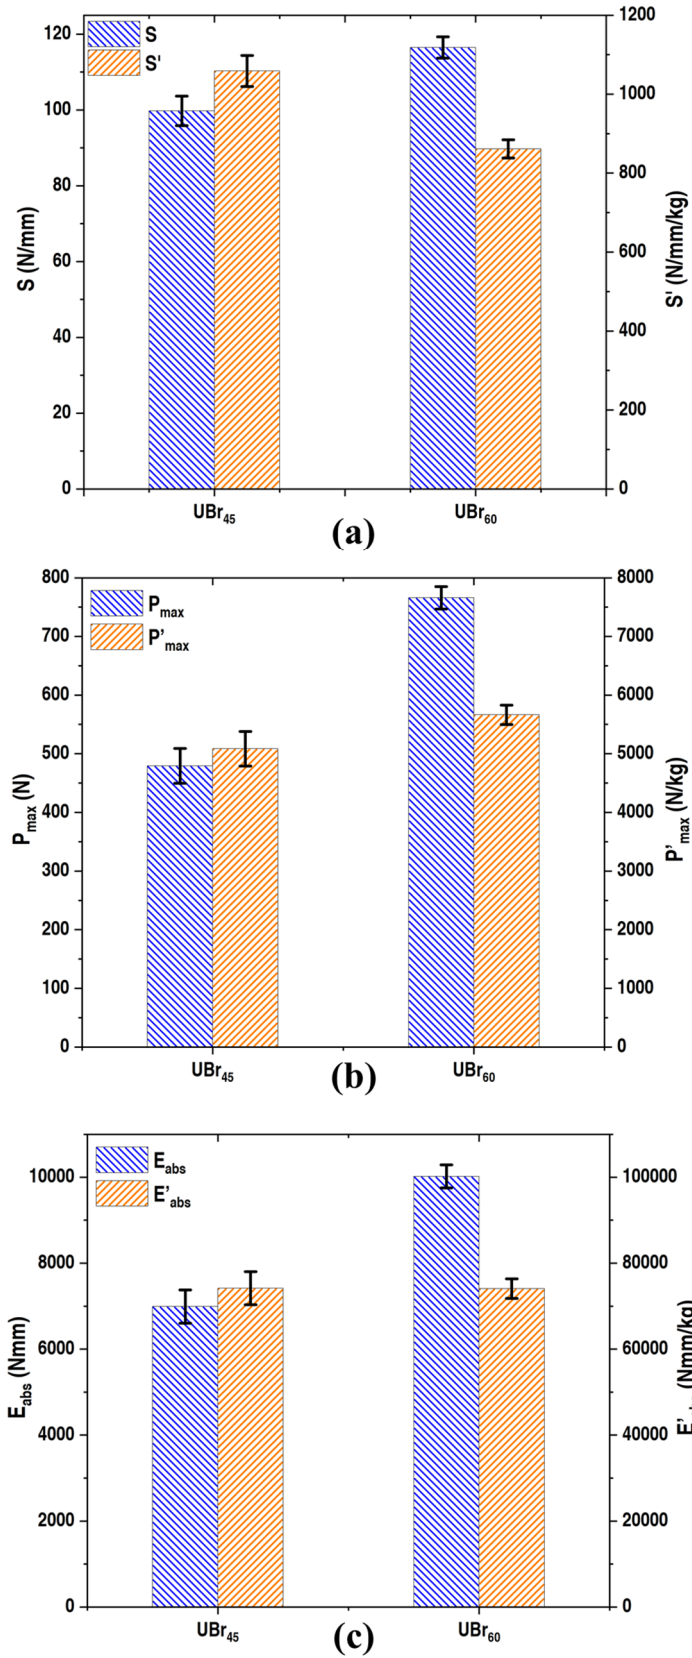 S
S'
120
100
80
60
40
20
0
S (N/mm)
1200
1000
800
600
400
200
0
S' (N/mm/kg)
UBr45
UBr60
(a)
Pmax
P'max
800
700
600
500
400
300
200
100
0
Pmax (N)
8000
7000
6000
5000
4000
3000
2000
1000
0
P'max (N/kg)
UBr45
UBr60
(b)
Eabs
E'abs
10000
8000
6000
4000
2000
0
Eabs (Nmm)
100000
80000
60000
40000
20000
0
(Nmm/kg)
UBr45
UBr60
(c)